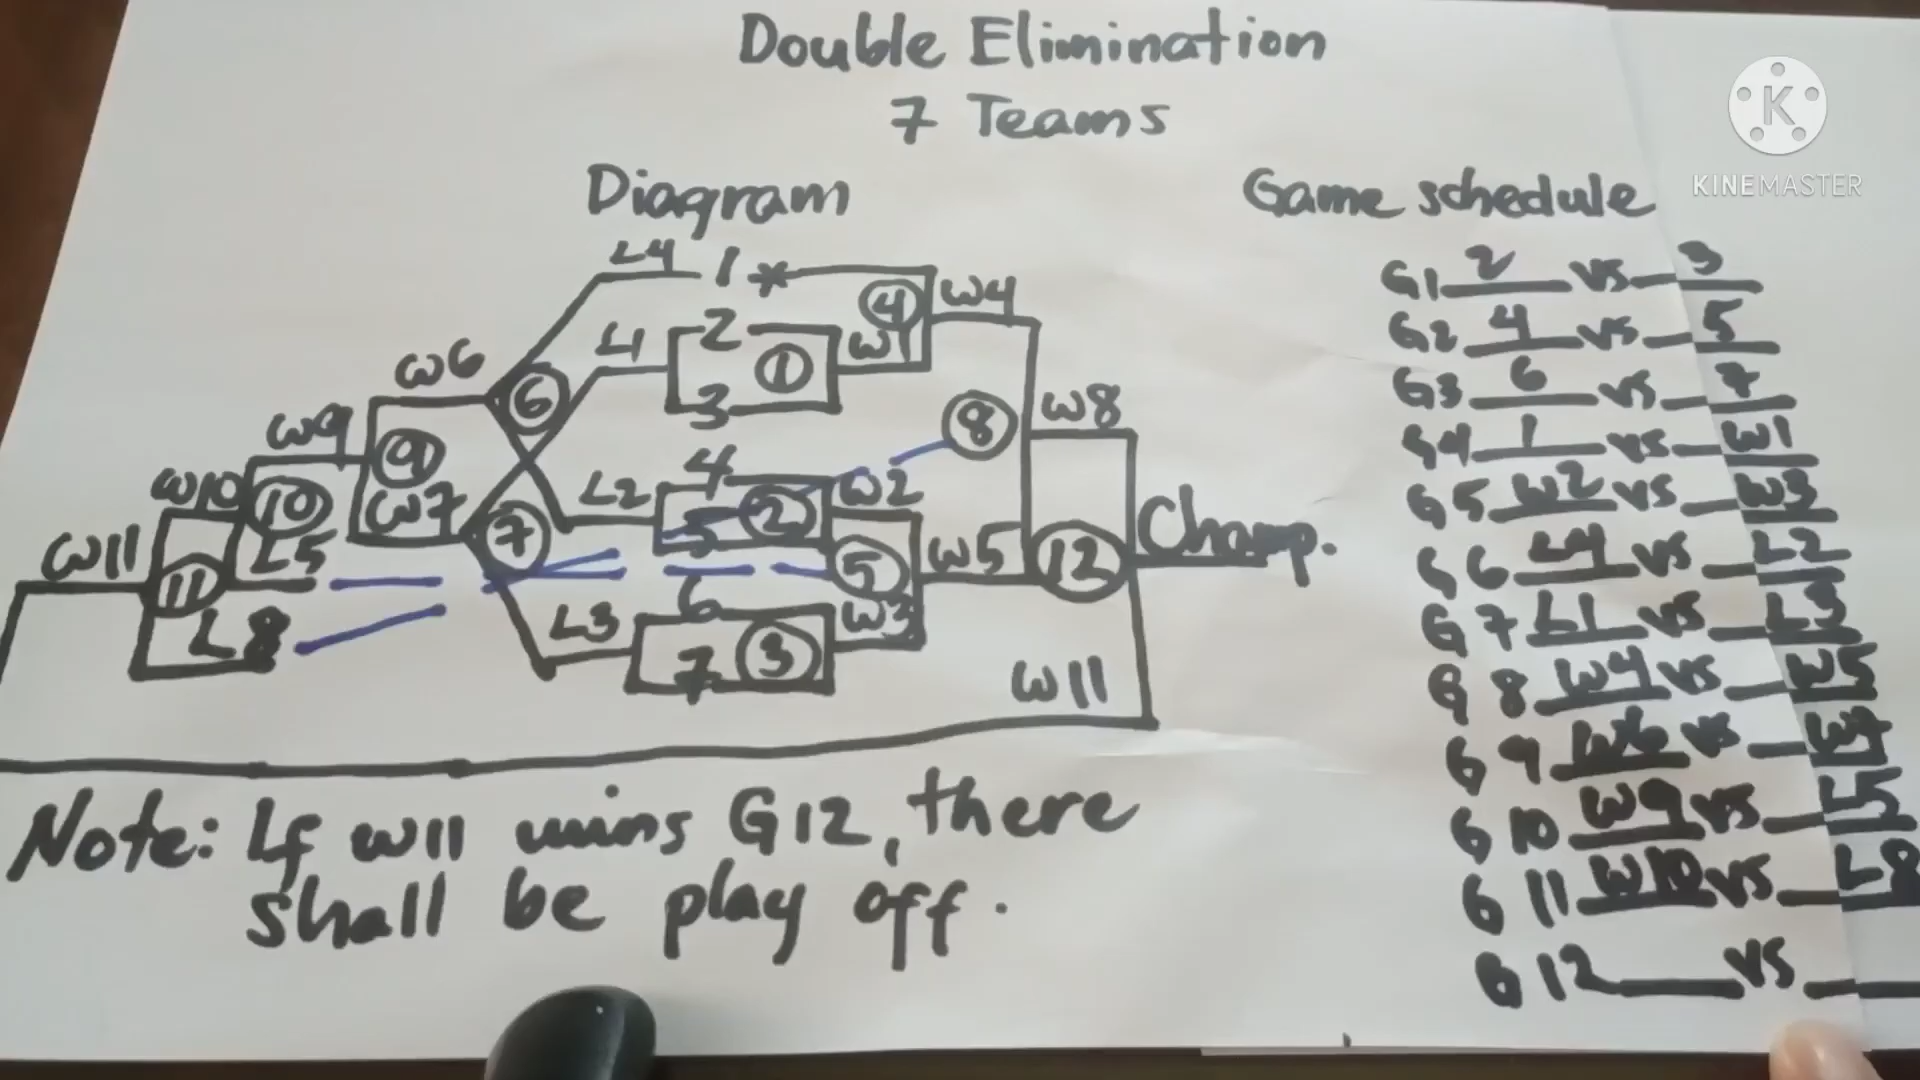 Double Elimination
7 Teams
KINEMASTER
Diagram
L4 1 * 4 W4
L1 2 1 W1
3
W6 6
8 W8
W9 9
L2 4 2 W2
5
W10 10 W7 7
W11 11 L5
5 W5 12 Champ.
L8
L3 6 3 W3
7
W11
Note: If W11 wins G12, there
shall be play off.
Game schedule
G1 2 vs 3
G2 4 vs 5
G3 6 vs 7
G4 1 vs W1
G5 W2 vs W3
G6 L4 vs L2
G7 L1 vs L3
G8 W4 vs W5
G9 W6 vs W7
G10 W9 vs L5
G11 W10 vs L8
G12 vs